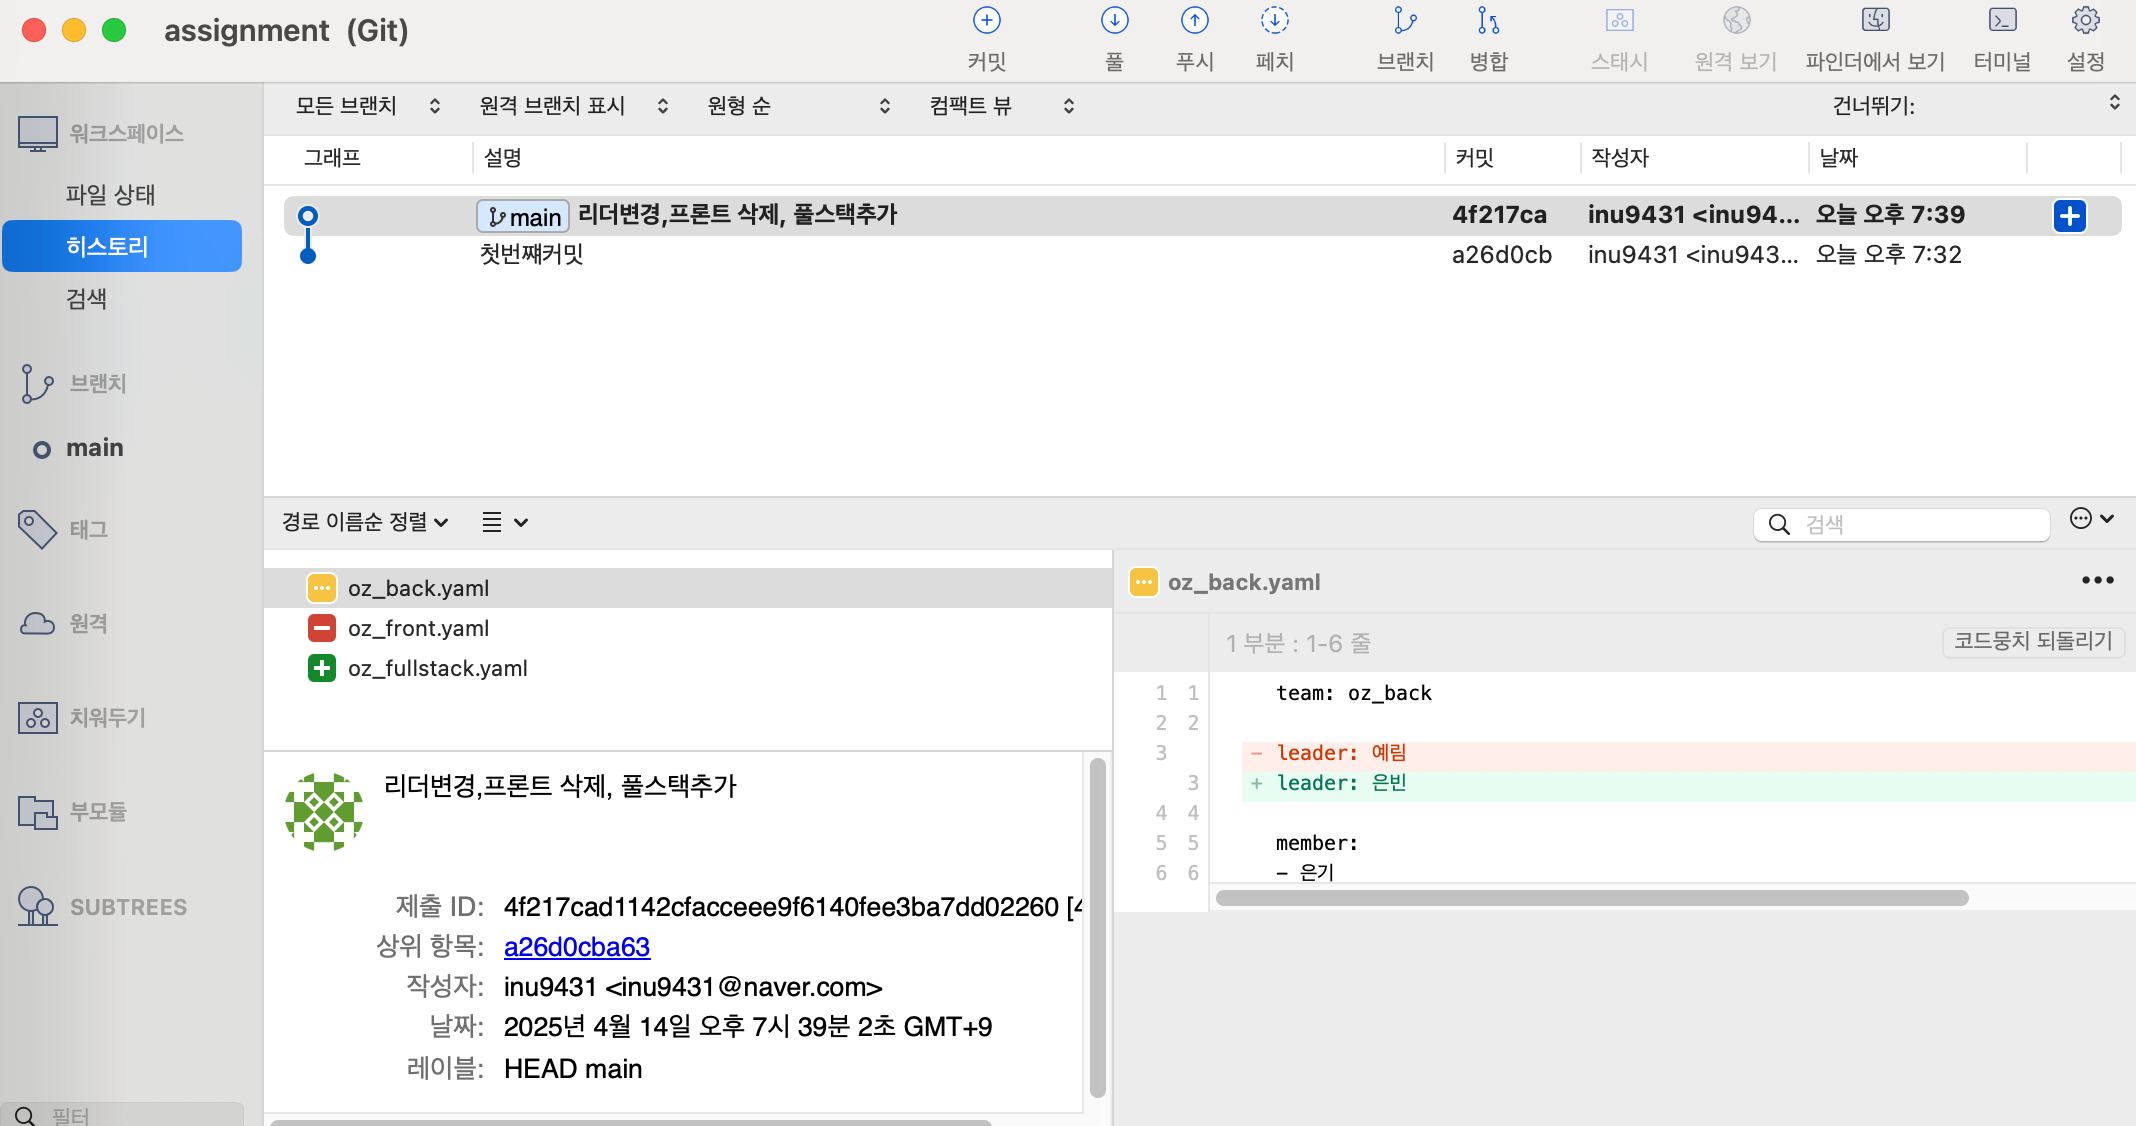 assignment (Git)
커밋
풀
푸시
페치
브랜치
병합
스태시
원격 보기
파인더에서 보기
터미널
설정
워크스페이스
파일 상태
히스토리
검색
브랜치
main
태그
원격
치워두기
부모듈
SUBTREES
필터
모든 브랜치
원격 브랜치 표시
원형 순
컴팩트 뷰
건너뛰기:
그래프 설명 커밋 작성자 날짜
main 리더변경,프론트 삭제, 풀스택추가 4f217ca inu9431 <inu94... 오늘 오후 7:39
첫번쨰커밋 a26d0cb inu9431 <inu943... 오늘 오후 7:32
경로 이름순 정렬
검색
oz_back.yaml
oz_front.yaml
oz_fullstack.yaml
리더변경,프론트 삭제, 풀스택추가
제출 ID: 4f217cad1142cfacceee9f6140fee3ba7dd02260 [4
상위 항목: a26d0cba63
작성자: inu9431 <inu9431@naver.com>
날짜: 2025년 4월 14일 오후 7시 39분 2초 GMT+9
레이블: HEAD main
oz_back.yaml
1 부분 : 1-6 줄
코드뭉치 되돌리기
1 1 team: oz_back
2 2
3 - leader: 예림
3 + leader: 은빈
4 4
5 5 member:
6 6 - 은기